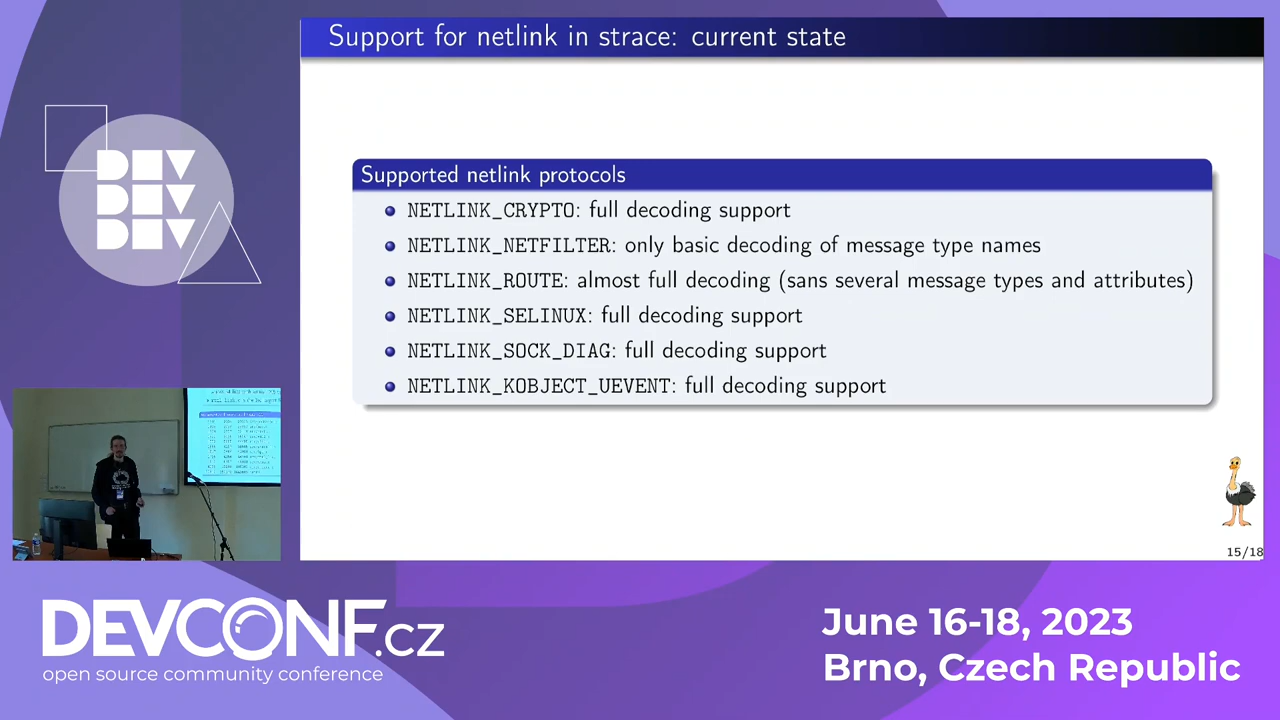 Support for netlink in strace: current state
DEV
DEV
DEV
Supported netlink protocols
NETLINK_CRYPTO: full decoding support
NETLINK_NETFILTER: only basic decoding of message type names
NETLINK_ROUTE: almost full decoding (sans several message types and attributes)
NETLINK_SELINUX: full decoding support
NETLINK_SOCK_DIAG: full decoding support
NETLINK_KOBJECT_UEVENT: full decoding support
15/18
DEVCONF.cz
open source community conference
June 16-18, 2023
Brno, Czech Republic